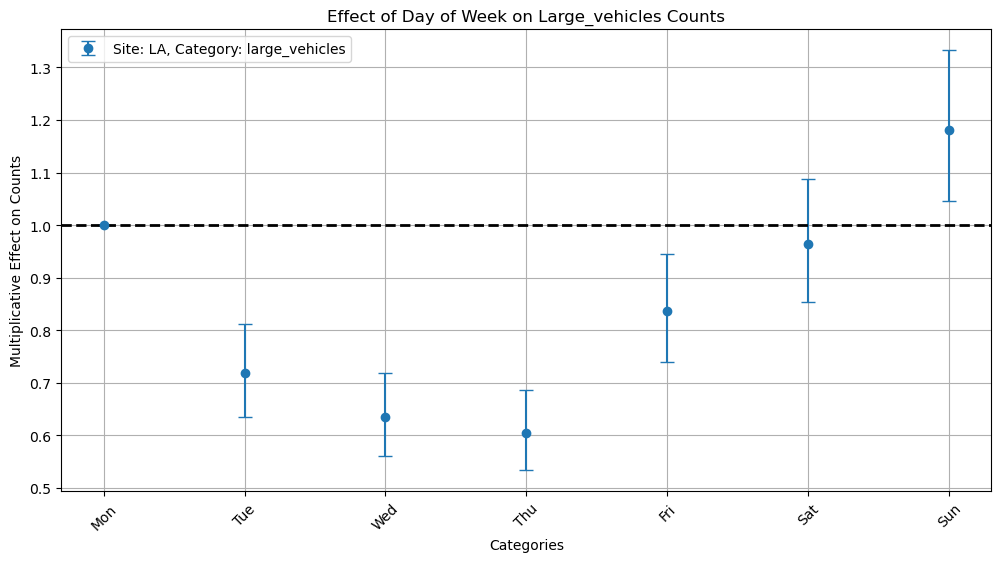 Effect of Day of Week on Large_vehicles Counts
Site: LA, Category: large_vehicles
Multiplicative Effect on Counts
1.3
1.2
1.1
1.0
0.9
0.8
0.7
0.6
0.5
Mon
Tue
Wed
Thu
Fri
Sat
Sun
Categories